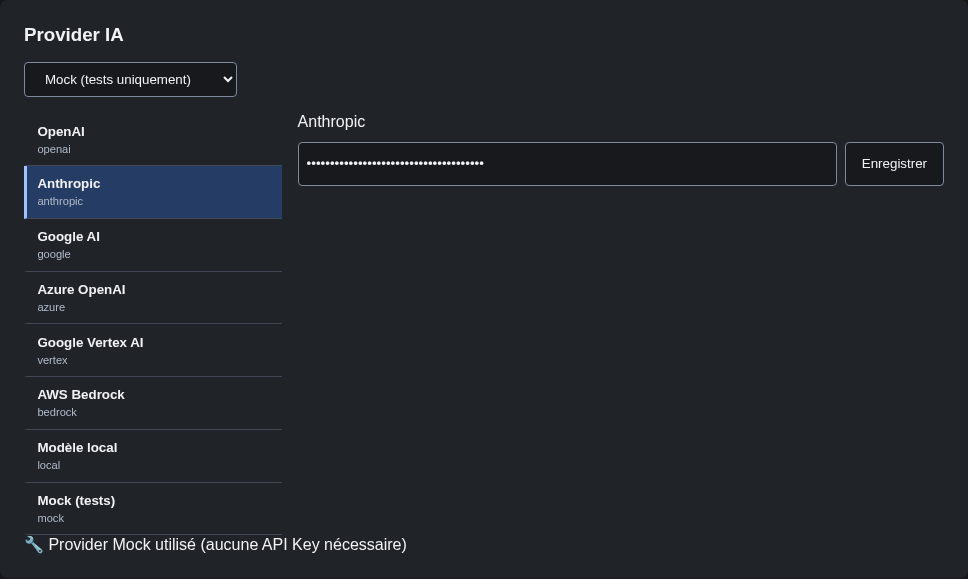 Provider IA
Mock (tests uniquement)
OpenAI
openai
Anthropic
anthropic
Google AI
google
Azure OpenAI
azure
Google Vertex AI
vertex
AWS Bedrock
bedrock
Modèle local
local
Mock (tests)
mock
Anthropic
••••••••••••••••••••••••••••••••••••••
Enregistrer
🔧 Provider Mock utilisé (aucune API Key nécessaire)